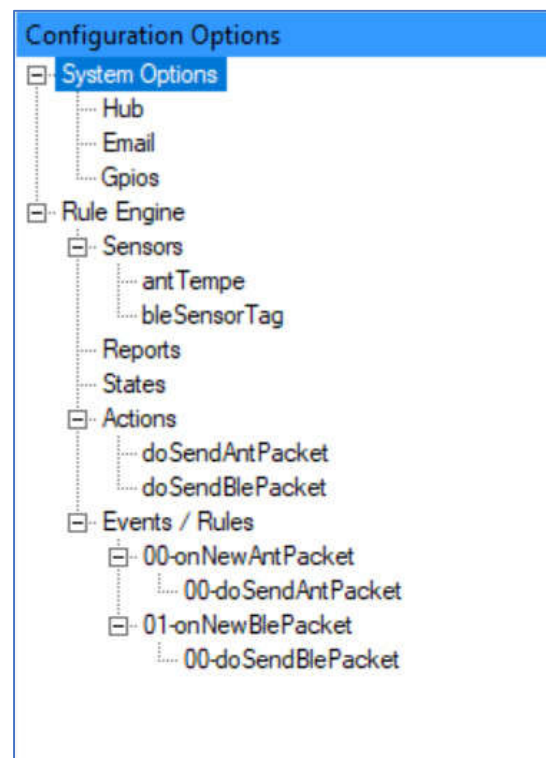 Configuration Options
System Options
Hub
Email
Gpios
Rule Engine
Sensors
antTempe
bleSensorTag
Reports
States
Actions
doSendAntPacket
doSendBlePacket
Events / Rules
00-onNewAntPacket
00-doSendAntPacket
01-onNewBlePacket
00-doSendBlePacket